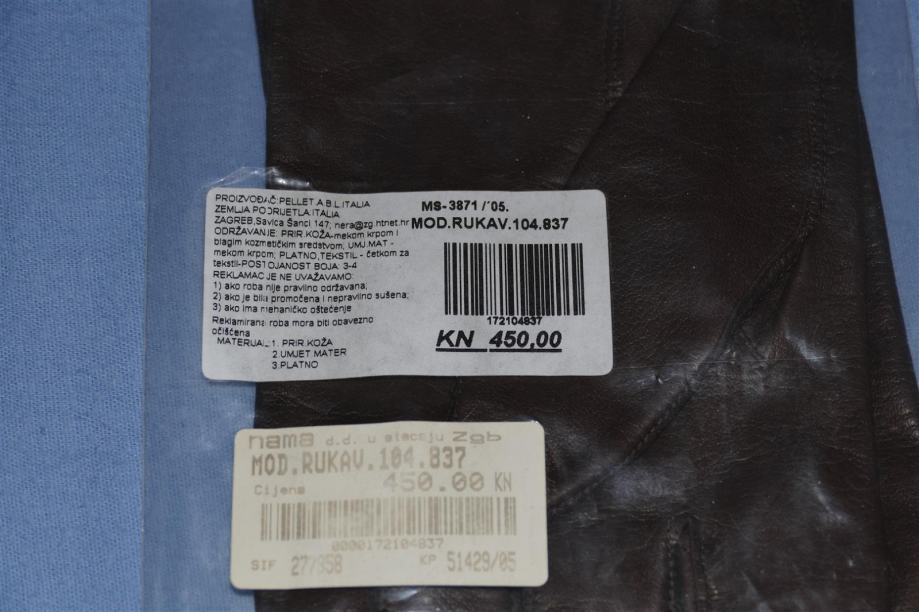 PROIZVOĐAČ:PELLET.A.B.I.,ITALIA
ZEMLJA PODRIJETLA:ITALIA
ZAGREB,Savica Šanci 147; nera@zg.htnet.hr
ODRŽAVANJE: PRIR.KOŽA-mekom krpom i
blagim kozmetičkim sredstvom; UMJ.MAT -
mekom krpom; PLATNO,TEKSTIL - četkom za
tekstil-POSTOJANOST BOJA: 3-4
REKLAMACIJE NE UVAŽAVAMO:
1) ako roba nije pravilno održavana;
2) ako je bila promočena i nepravilno sušena;
3) ako ima mehaničko oštećenje
Reklamirana roba mora biti obavezno
očišćena
MATERIJAL: 1. PRIR.KOŽA
2.UMJET MATER
3.PLATNO
MS-3871 /'05.
MOD.RUKAV.104.837
172104837
KN 450,00
nama d.d. u stecaju Zgb
MOD.RUKAV.104.837
Cijena 450.00 KN
0000172104837
SIF 27/958 KP 51429/05